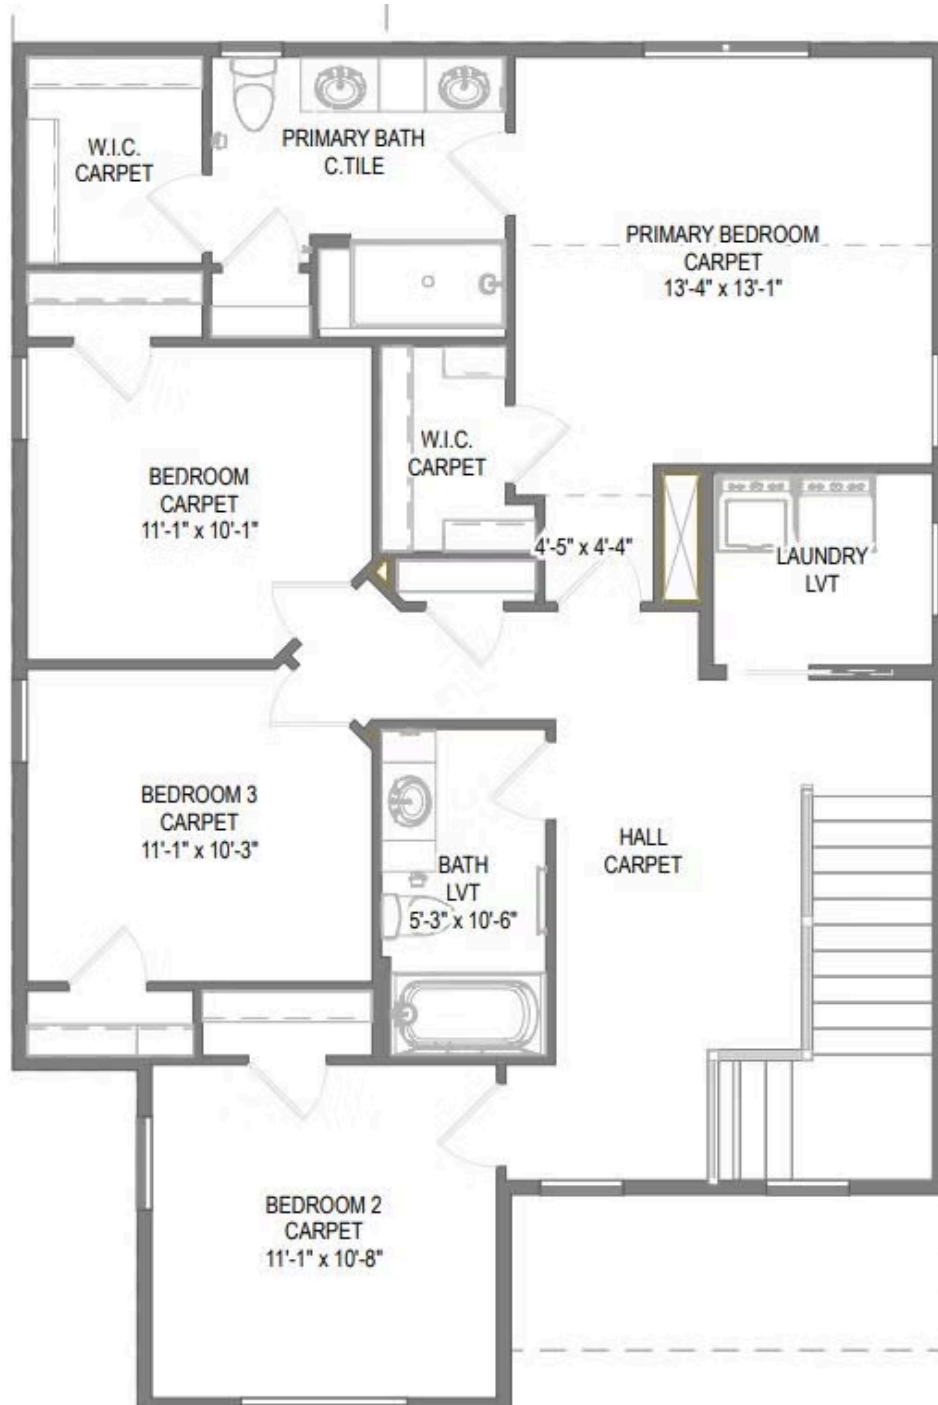 W.I.C.
CARPET
PRIMARY BATH
C.TILE
PRIMARY BEDROOM
CARPET
13'-4" x 13'-1"
W.I.C.
CARPET
BEDROOM
CARPET
11'-1" x 10'-1"
4'-5" x 4'-4"
LAUNDRY
LVT
BEDROOM 3
CARPET
11'-1" x 10'-3"
HALL
CARPET
BATH
LVT
5'-3" x 10'-6"
BEDROOM 2
CARPET
11'-1" x 10'-8"